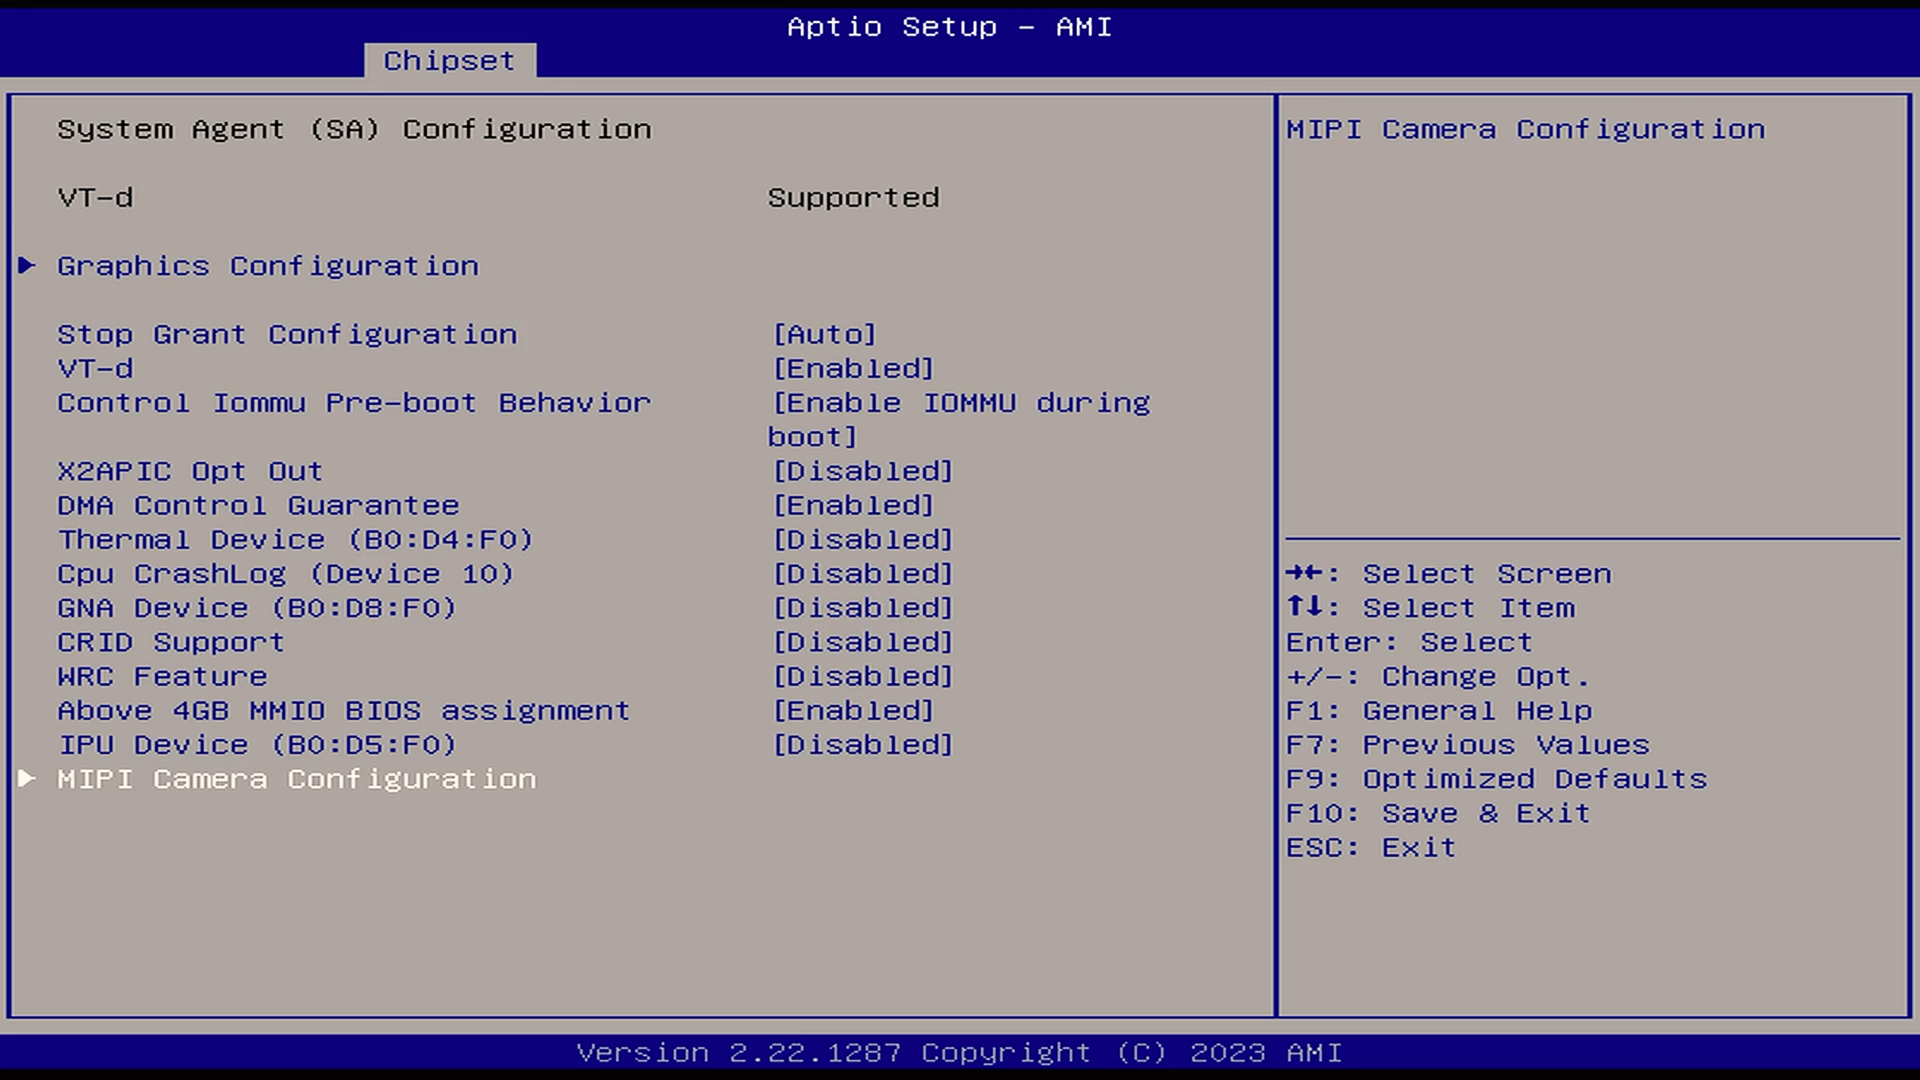 Aptio Setup – AMI
Chipset
System Agent (SA) Configuration
VT-d Supported
Graphics Configuration
Stop Grant Configuration [Auto]
VT-d [Enabled]
Control Iommu Pre-boot Behavior [Enable IOMMU during
boot]
X2APIC Opt Out [Disabled]
DMA Control Guarantee [Enabled]
Thermal Device (B0:D4:F0) [Disabled]
Cpu CrashLog (Device 10) [Disabled]
GNA Device (B0:D8:F0) [Disabled]
CRID Support [Disabled]
WRC Feature [Disabled]
Above 4GB MMIO BIOS assignment [Enabled]
IPU Device (B0:D5:F0) [Disabled]
MIPI Camera Configuration
MIPI Camera Configuration
→←: Select Screen
↑↓: Select Item
Enter: Select
+/-: Change Opt.
F1: General Help
F7: Previous Values
F9: Optimized Defaults
F10: Save & Exit
ESC: Exit
Version 2.22.1287 Copyright (C) 2023 AMI